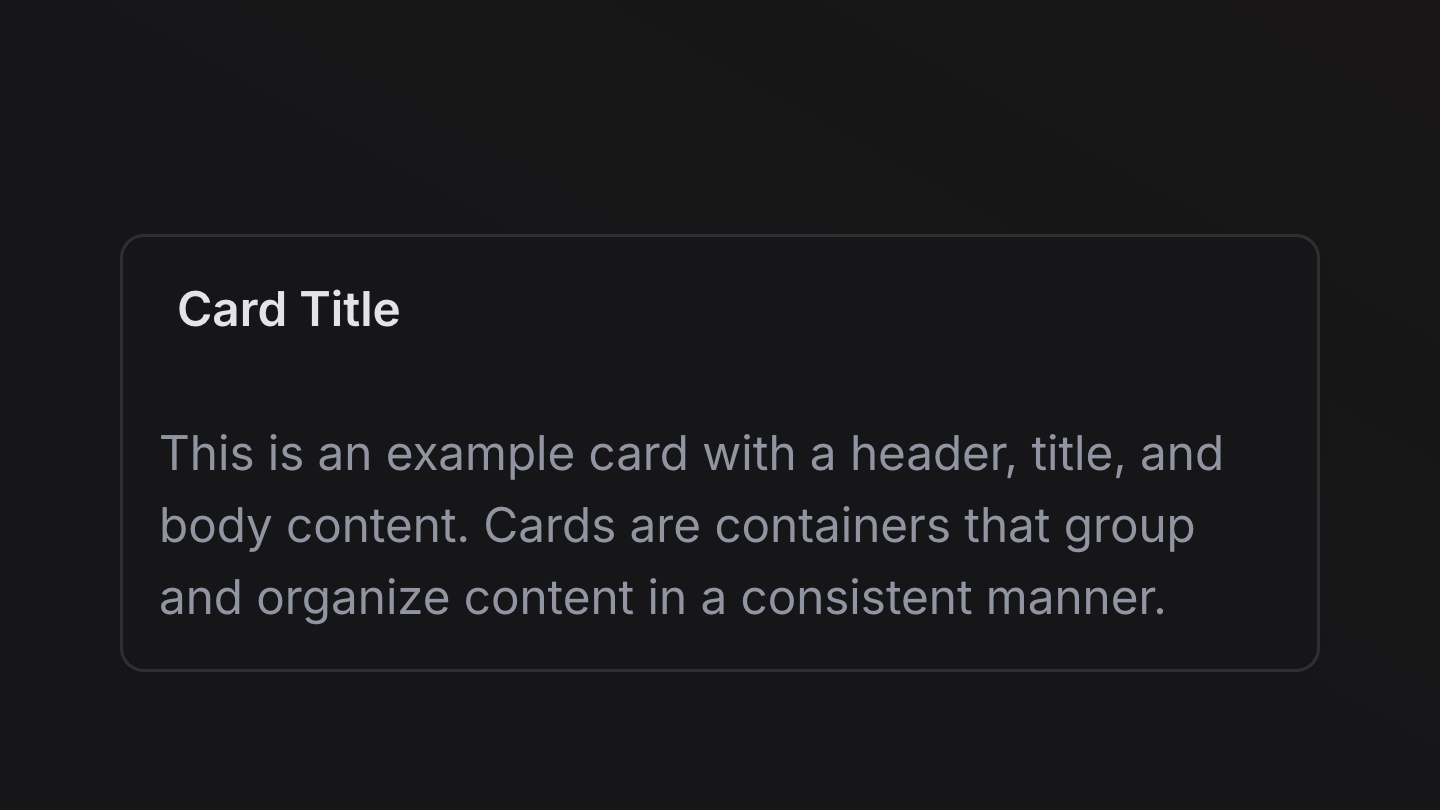 Card Title
This is an example card with a header, title, and
body content. Cards are containers that group
and organize content in a consistent manner.